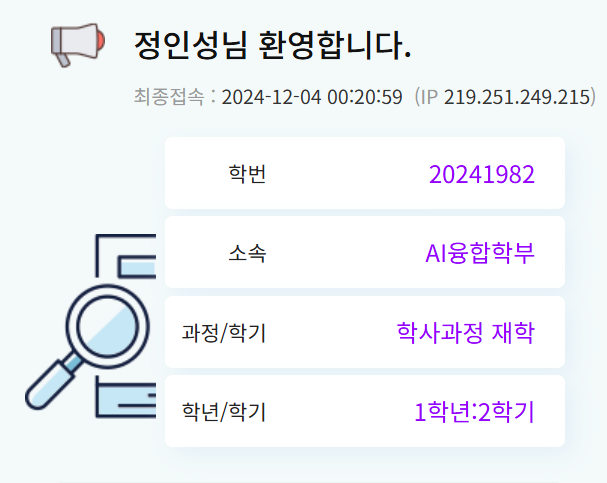 정인성님 환영합니다.
최종접속 : 2024-12-04 00:20:59 (IP 219.251.249.215)
학번 20241982
소속 AI융합학부
과정/학기 학사과정 재학
학년/학기 1학년:2학기